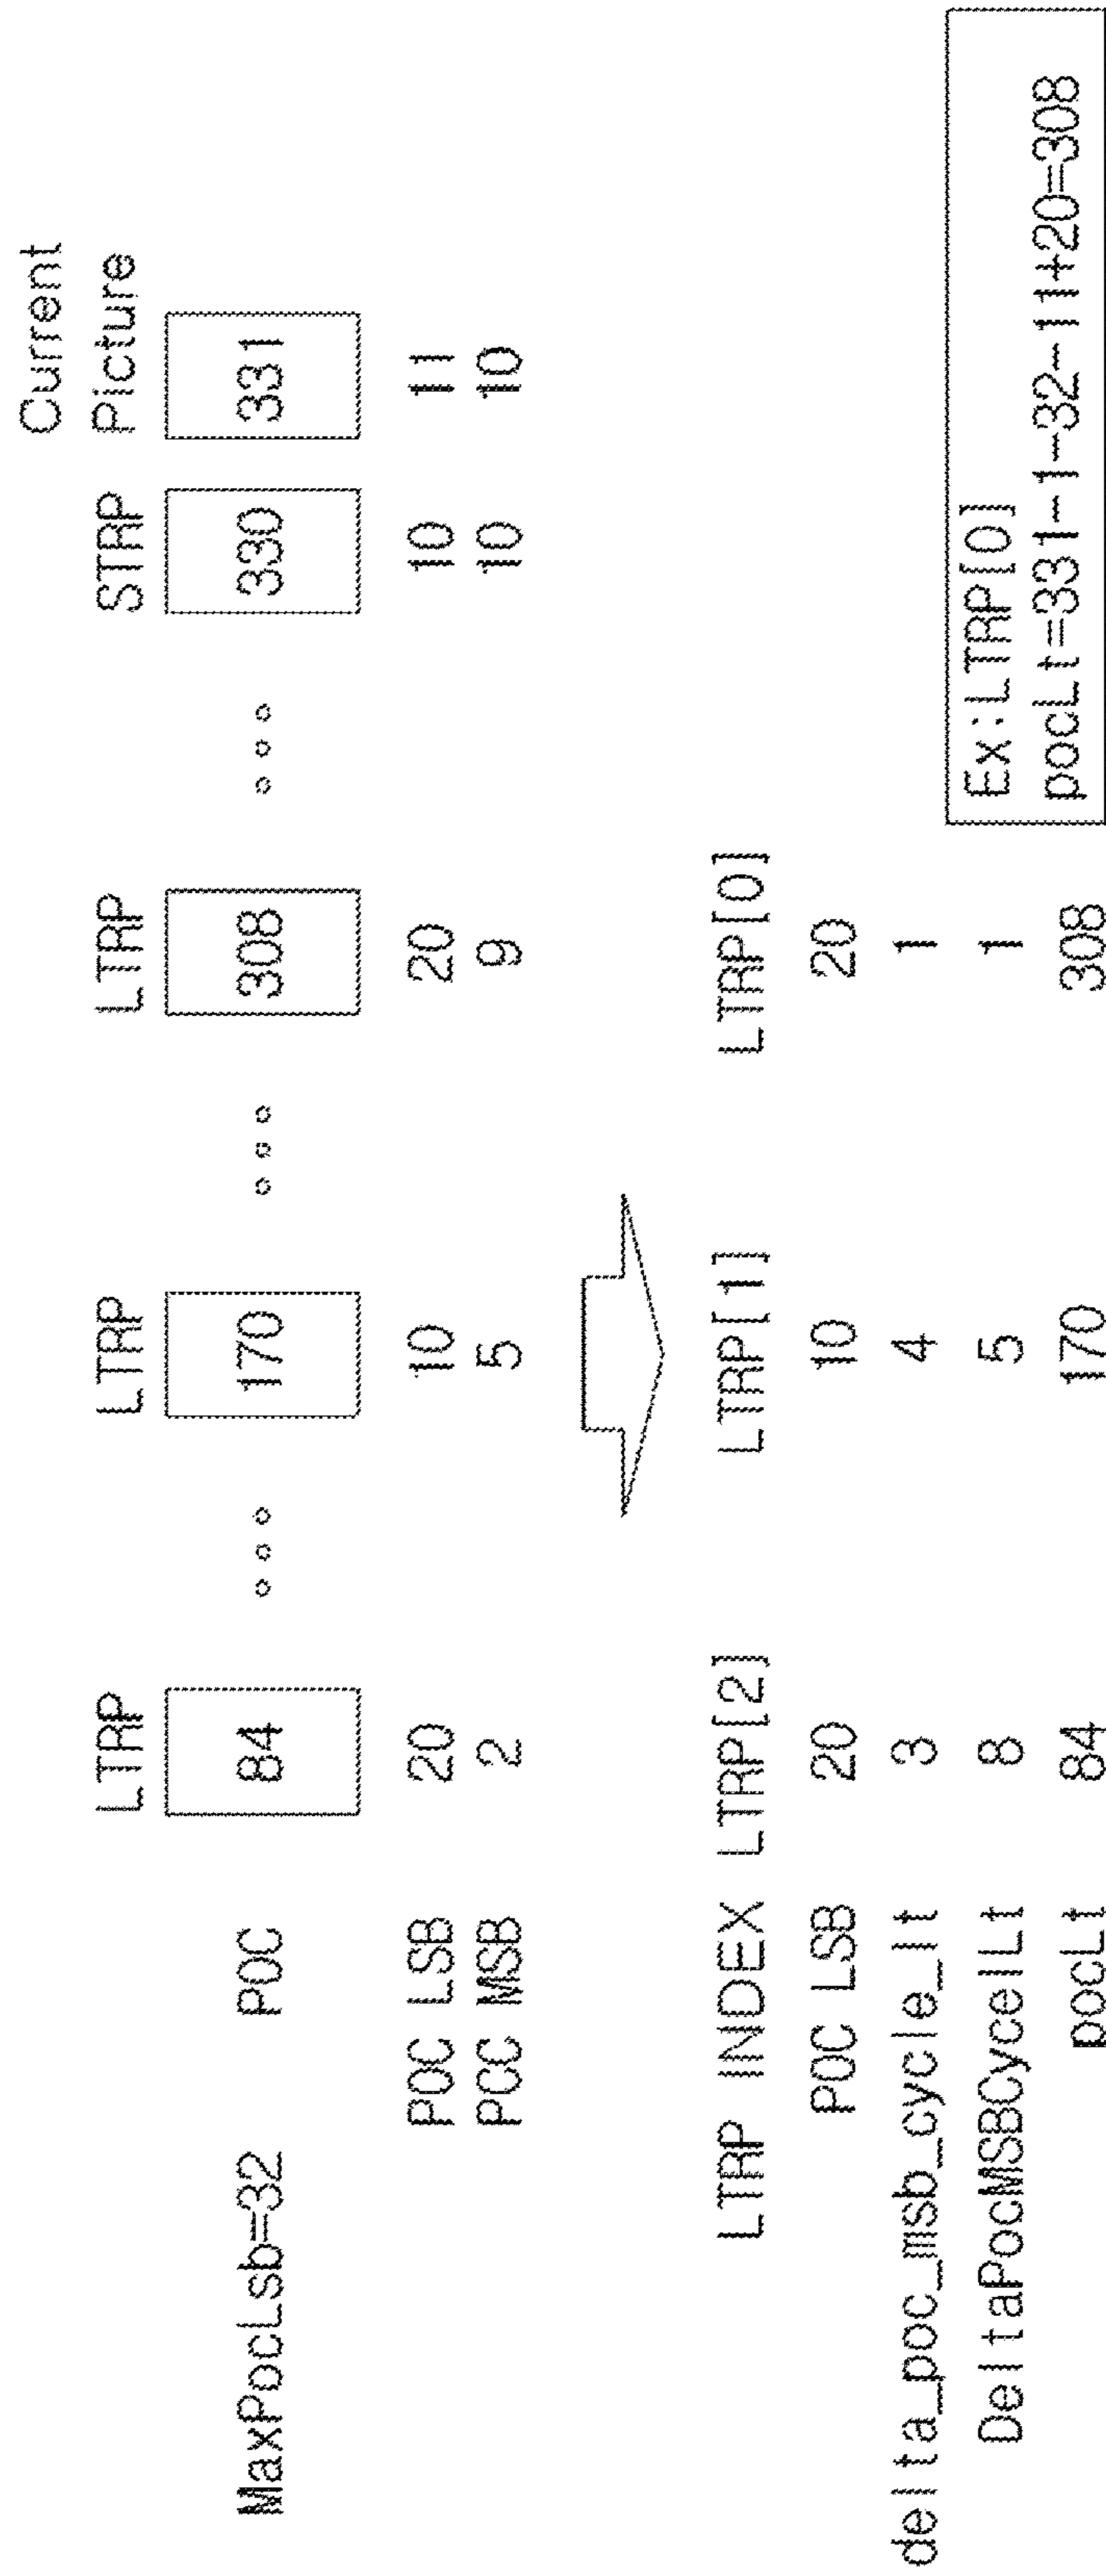 Current
LTRP LTRP LTRP STRP Picture
MaxPocLsb=32 POC 84 170 308 330 331
POC LSB 20 10 20 10 11
PCC MSB 2 5 9 10 10
LTRP INDEX LTRP[2] LTRP[1] LTRP[0]
POC LSB 20 10 20
delta_poc_msb_cycle_lt 3 4 1
DeltaPocMSBCycelLt 8 5 1
pocLt 84 170 308
Ex:LTRP[0]
pocLt=331-1-32-11+20=308